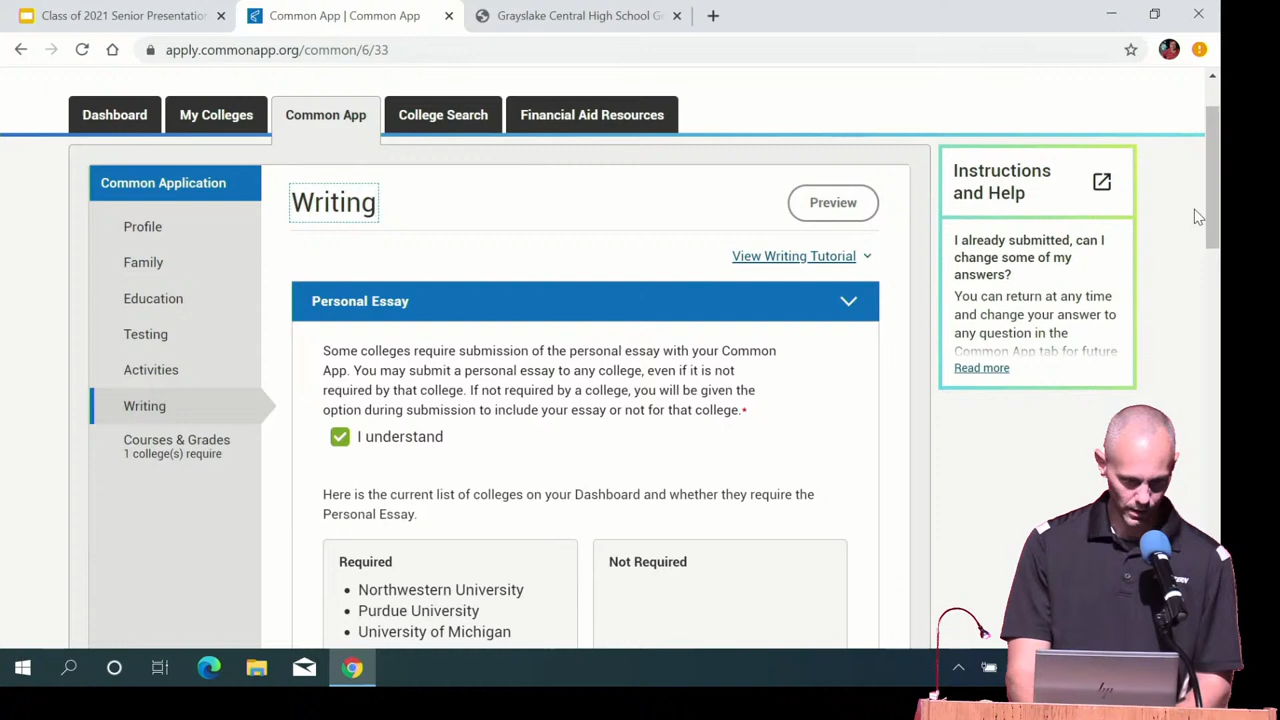 Class of 2021 Senior Presentatio
Common App | Common App
Grayslake Central High School G
apply.commonapp.org/common/6/33
Dashboard
My Colleges
Common App
College Search
Financial Aid Resources
Common Application
Profile
Family
Education
Testing
Activities
Writing
Courses & Grades
1 college(s) require
Writing
Preview
View Writing Tutorial
Personal Essay
Some colleges require submission of the personal essay with your Common
App. You may submit a personal essay to any college, even if it is not
required by that college. If not required by a college, you will be given the
option during submission to include your essay or not for that college.*
I understand
Here is the current list of colleges on your Dashboard and whether they require the
Personal Essay.
Required
Northwestern University
Purdue University
University of Michigan
Not Required
Instructions
and Help
I already submitted, can I
change some of my
answers?
You can return at any time
and change your answer to
any question in the
Common App tab for future
Read more
hp